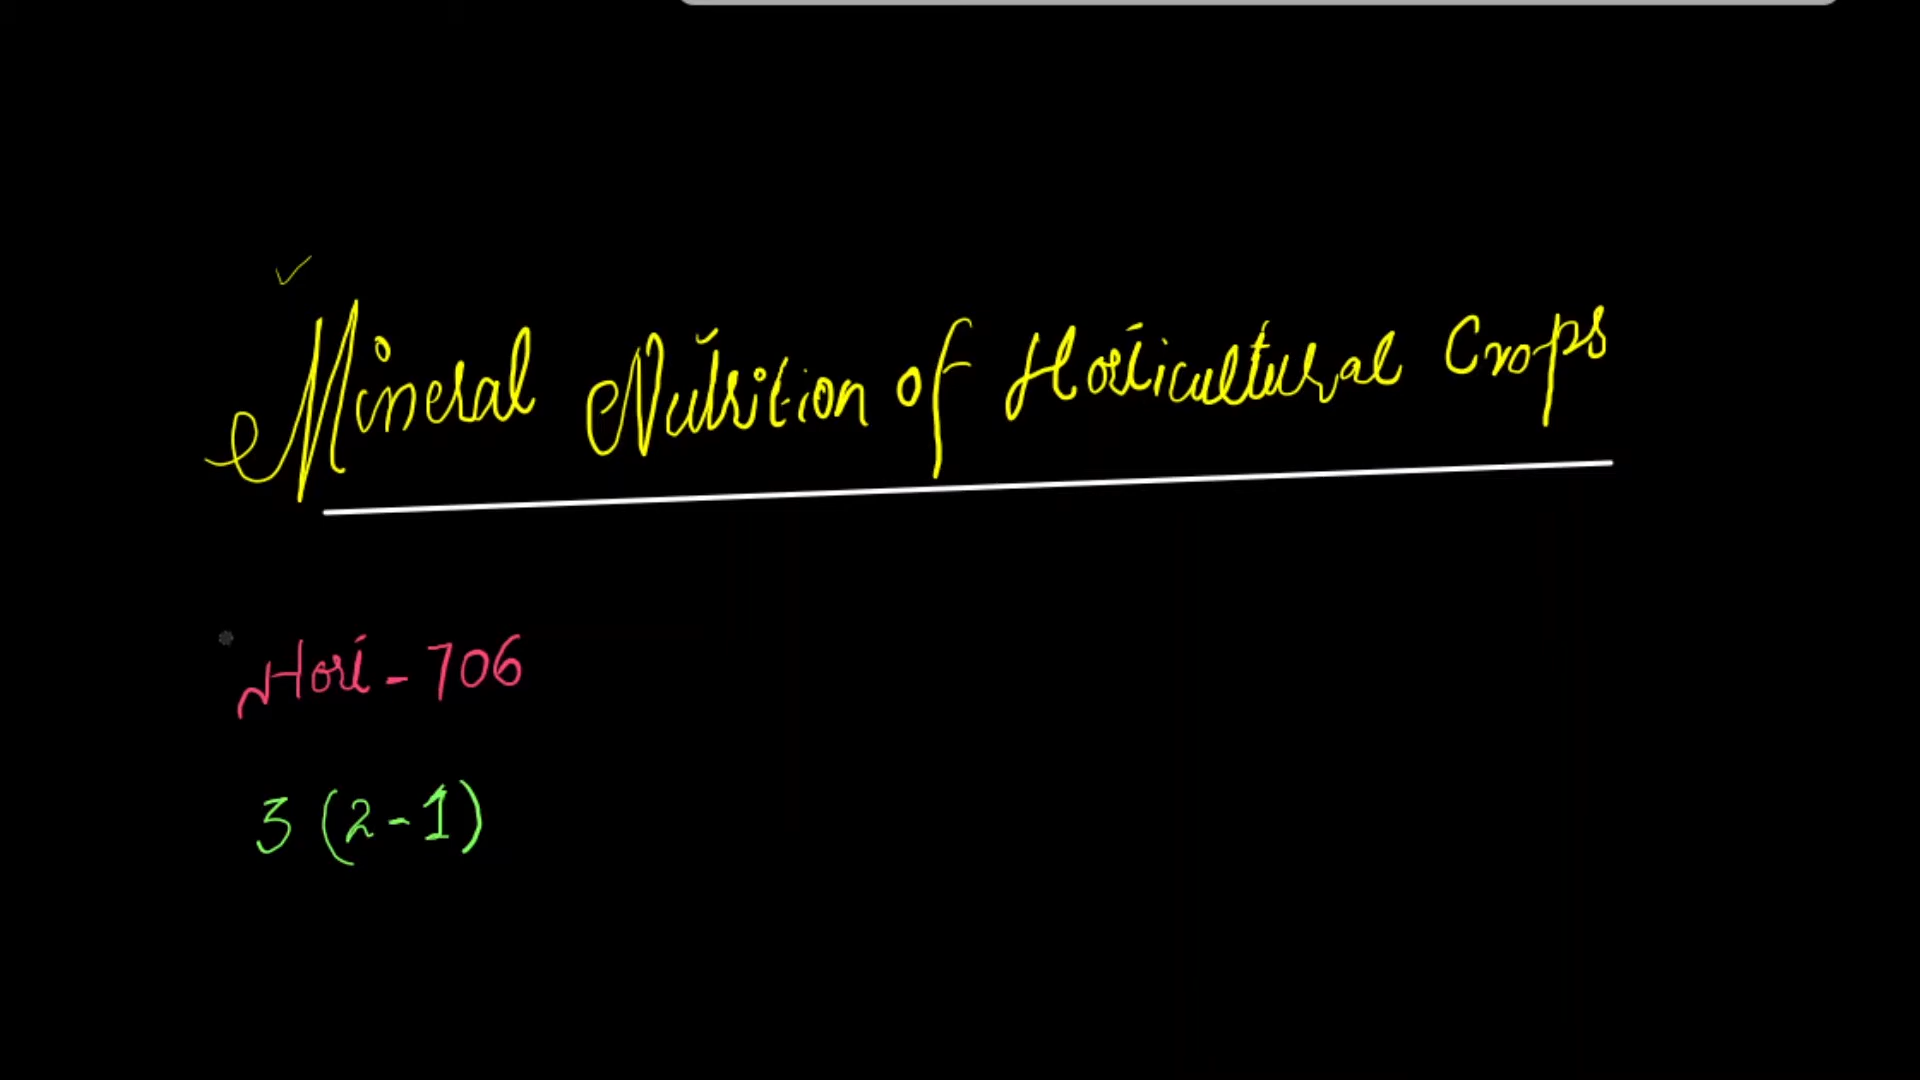 Mineral Nutrition of Horticultural Crops
Hort - 706
3 (2-1)